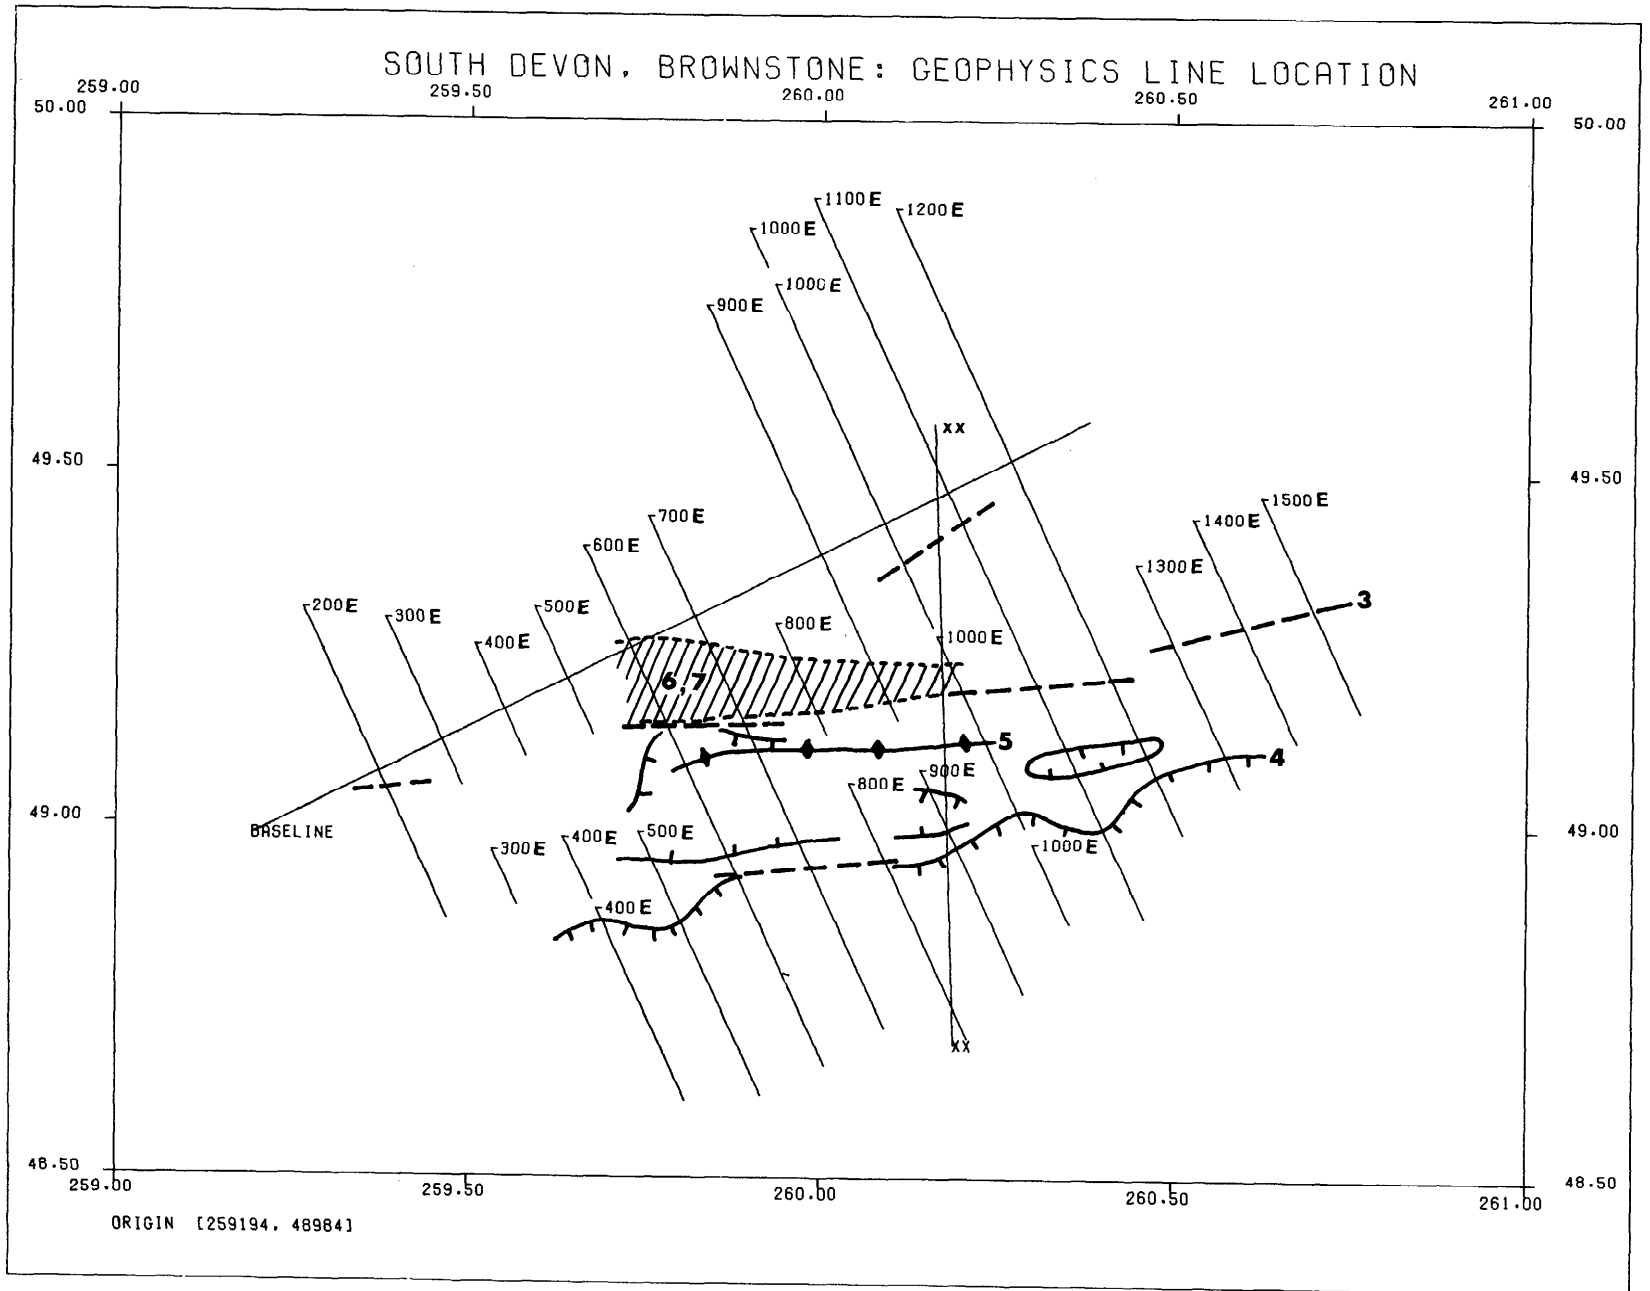 SOUTH DEVON, BROWNSTONE: GEOPHYSICS LINE LOCATION
259.00
259.50
260.00
260.50
261.00
50.00
50.00
1100E
1200E
1000E
1000E
900E
xx
49.50
49.50
1500E
700E
1400E
600E
1300E
3
200E
500E
300E
800E
1000E
400E
6,7
5
4
900E
800E
49.00
BASELINE
49.00
400E
500E
300E
1000E
400E
XX
48.50
48.50
259.00
259.50
260.00
260.50
261.00
ORIGIN [259194, 48984]